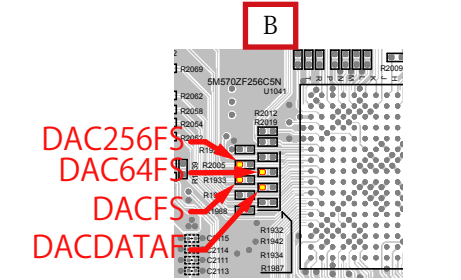 B
R2069
R2009
5M570ZF256C5N
U1041
T R P N M L K J H
R2062
R2058
R2054
R2012
R2019
DAC256FS
DAC64FS
R2005
R1933
DACFS
DACDATAF
R1932
C2115
R1942
C2114
R1934
C2111
R1987
C2113